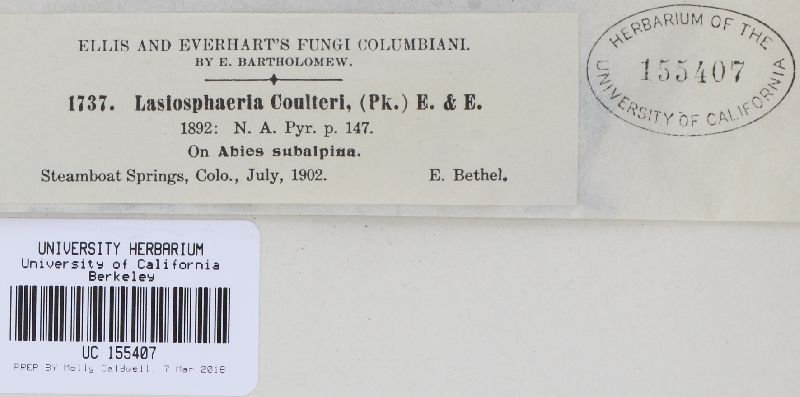 ELLIS AND EVERHART'S FUNGI COLUMBIANI.
BY E. BARTHOLOMEW.
1737. Lasiosphaeria Coulteri, (Pk.) E. & E.
1892: N. A. Pyr. p. 147.
On Abies subalpina.
Steamboat Springs, Colo., July, 1902. E. Bethel.
HERBARIUM OF THE
155407
UNIVERSITY OF CALIFORNIA
UNIVERSITY HERBARIUM
University of California
Berkeley
UC 155407
PREP BY Molly Caldwell, 7 Mar 2018